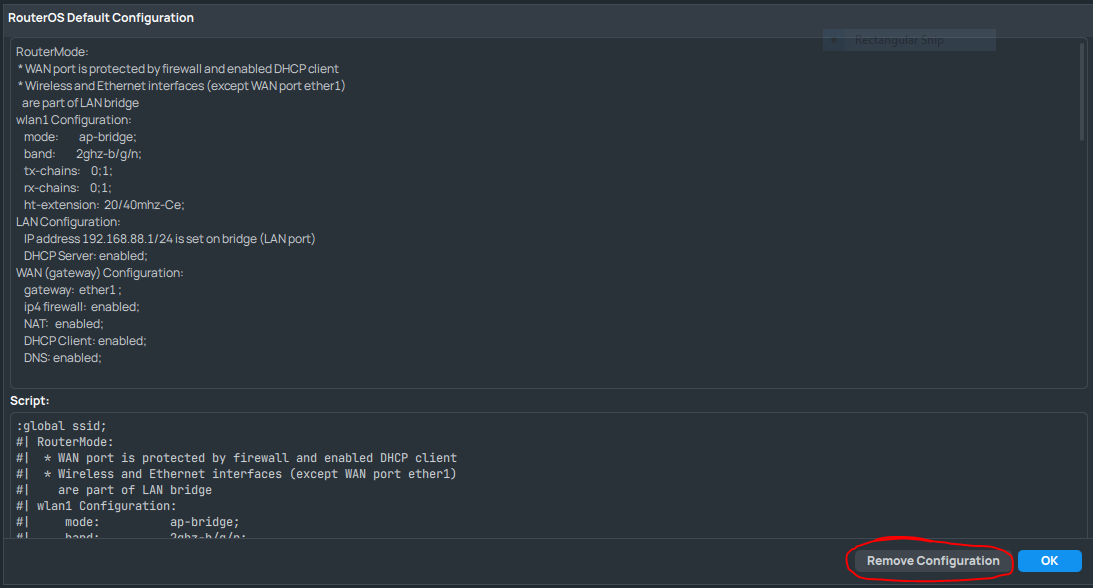 RouterOS Default Configuration
Rectangular Snip
RouterMode:
* WAN port is protected by firewall and enabled DHCP client
* Wireless and Ethernet interfaces (except WAN port ether1)
are part of LAN bridge
wlan1 Configuration:
mode: ap-bridge;
band: 2ghz-b/g/n;
tx-chains: 0;1;
rx-chains: 0;1;
ht-extension: 20/40mhz-Ce;
LAN Configuration:
IP address 192.168.88.1/24 is set on bridge (LAN port)
DHCP Server: enabled;
WAN (gateway) Configuration:
gateway: ether1 ;
ip4 firewall: enabled;
NAT: enabled;
DHCP Client: enabled;
DNS: enabled;
Script:
:global ssid;
#| RouterMode:
#| * WAN port is protected by firewall and enabled DHCP client
#| * Wireless and Ethernet interfaces (except WAN port ether1)
#| are part of LAN bridge
#| wlan1 Configuration:
#| mode: ap-bridge;
#| band: 2ghz-b/g/n;
Remove Configuration
OK